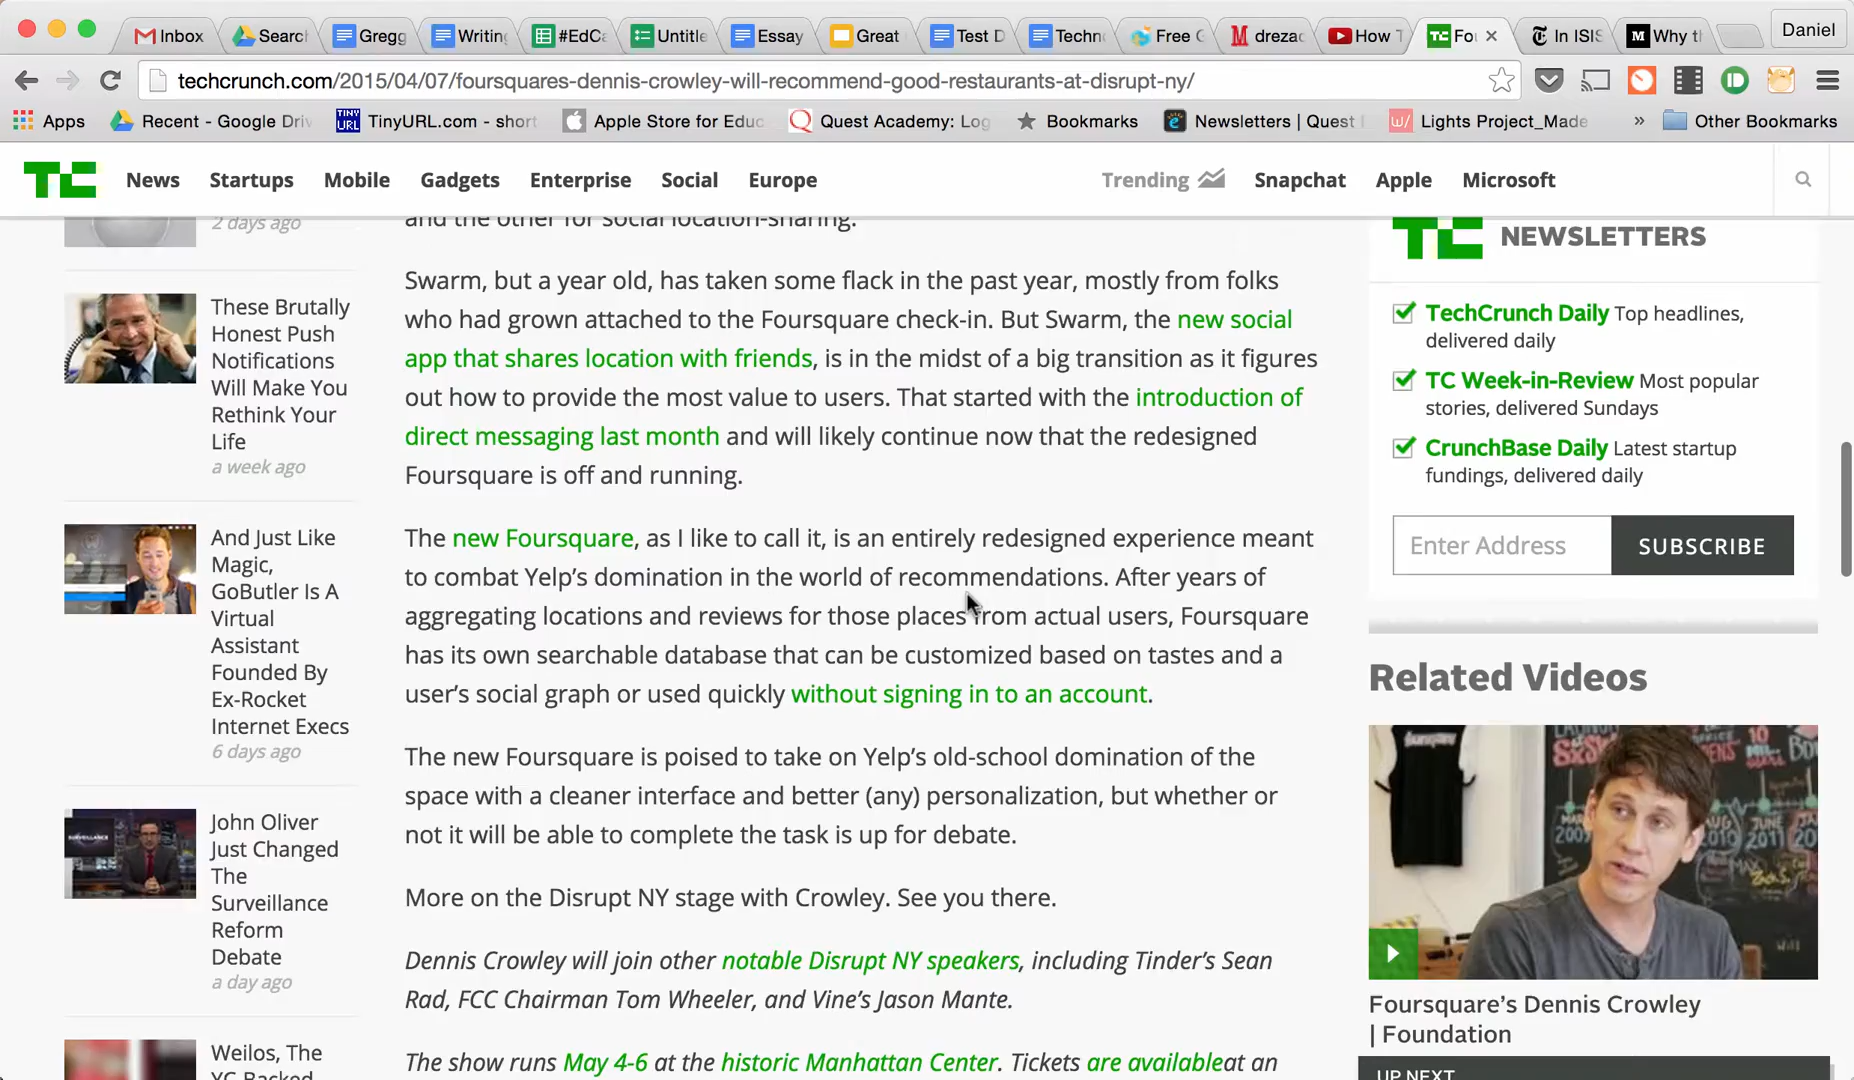 Inbox
Searc
Gregg
Writing
#EdCa
Untitle
Essay
Great
Test D
Techn
Free
drezac
How T
Fo
In ISIS
Why th
Daniel
techcrunch.com/2015/04/07/foursquares-dennis-crowley-will-recommend-good-restaurants-at-disrupt-ny/
Apps
Recent - Google Driv
TINY URL
TinyURL.com - short
Apple Store for Educ
Quest Academy: Log
Bookmarks
Newsletters | Quest
Lights Project_Made
»
Other Bookmarks
TC
News
Startups
Mobile
Gadgets
Enterprise
Social
Europe
Trending
Snapchat
Apple
Microsoft
2 days ago
These Brutally
Honest Push
Notifications
Will Make You
Rethink Your
Life
a week ago
And Just Like
Magic,
GoButler Is A
Virtual
Assistant
Founded By
Ex-Rocket
Internet Execs
6 days ago
John Oliver
Just Changed
The
Surveillance
Reform
Debate
a day ago
Weilos, The
YC Backed
and the other for social location-sharing.
Swarm, but a year old, has taken some flack in the past year, mostly from folks
who had grown attached to the Foursquare check-in. But Swarm, the new social
app that shares location with friends, is in the midst of a big transition as it figures
out how to provide the most value to users. That started with the introduction of
direct messaging last month and will likely continue now that the redesigned
Foursquare is off and running.
The new Foursquare, as I like to call it, is an entirely redesigned experience meant
to combat Yelp's domination in the world of recommendations. After years of
aggregating locations and reviews for those places from actual users, Foursquare
has its own searchable database that can be customized based on tastes and a
user's social graph or used quickly without signing in to an account.
The new Foursquare is poised to take on Yelp's old-school domination of the
space with a cleaner interface and better (any) personalization, but whether or
not it will be able to complete the task is up for debate.
More on the Disrupt NY stage with Crowley. See you there.
Dennis Crowley will join other notable Disrupt NY speakers, including Tinder's Sean
Rad, FCC Chairman Tom Wheeler, and Vine's Jason Mante.
The show runs May 4-6 at the historic Manhattan Center. Tickets are availableat an
TC NEWSLETTERS
TechCrunch Daily Top headlines,
delivered daily
TC Week-in-Review Most popular
stories, delivered Sundays
CrunchBase Daily Latest startup
fundings, delivered daily
Enter Address
SUBSCRIBE
Related Videos
Foursquare's Dennis Crowley
| Foundation
UP NEXT